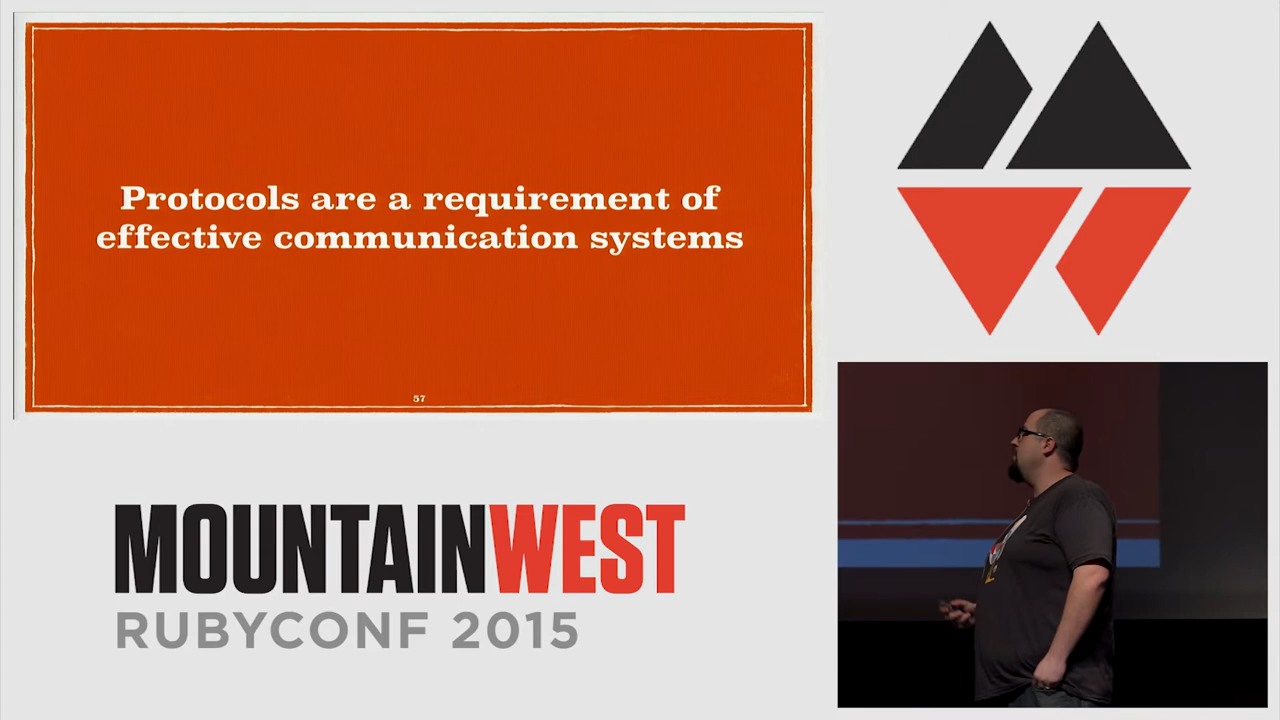 Protocols are a requirement of
effective communication systems
57
MOUNTAINWEST
RUBYCONF 2015